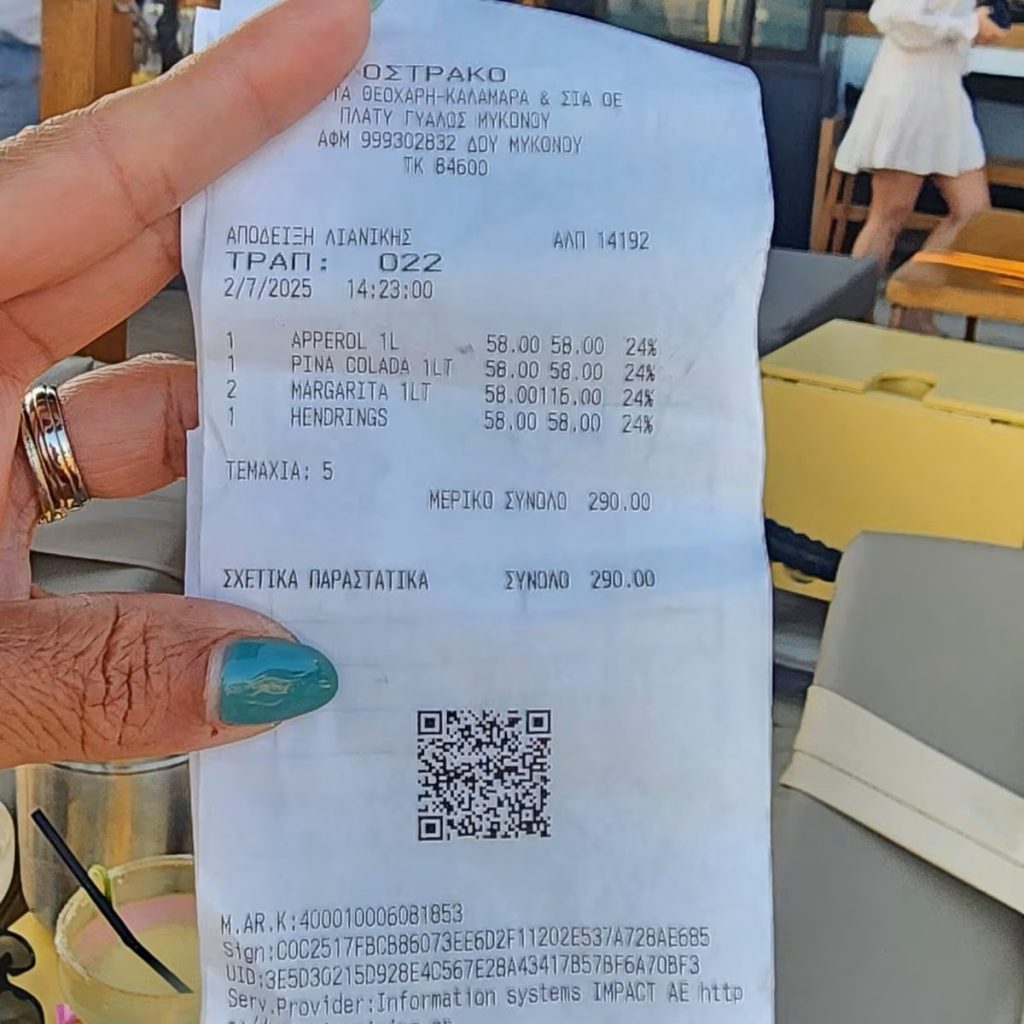 ΟΣΤΡΑΚΟ
ΘΕΟΧΑΡΗ-ΚΑΛΑΜΑΡΑ & ΣΙΑ ΟΕ
ΠΛΑΤΥ ΓΥΑΛΟΣ ΜΥΚΟΝΟΥ
ΑΦΜ 999302832 ΔΟΥ ΜΥΚΟΝΟΥ
ΤΚ 84600
ΑΠΟΔΕΙΞΗ ΛΙΑΝΙΚΗΣ ΑΛΠ 14192
ΤΡΑΠ: 022
2/7/2025 14:23:00
1 APPEROL 1L 58.00 58.00 24%
1 PINA COLADA 1LT 58.00 58.00 24%
2 MARGARITA 1LT 58.00116.00 24%
1 HENDRINGS 58.00 58.00 24%
ΤΕΜΑΧΙΑ: 5
ΜΕΡΙΚΟ ΣΥΝΟΛΟ 290.00
ΣΧΕΤΙΚΑ ΠΑΡΑΣΤΑΤΙΚΑ ΣΥΝΟΛΟ 290.00
M.AR.K:400010006081853
Sign:C0C2517FBCB86073EE6D2F11202E537A728AE685
UID:3E5D30215D928E4C567E28A43417B57BF6A70BF3
Serv.Provider:Information systems IMPACT AE http